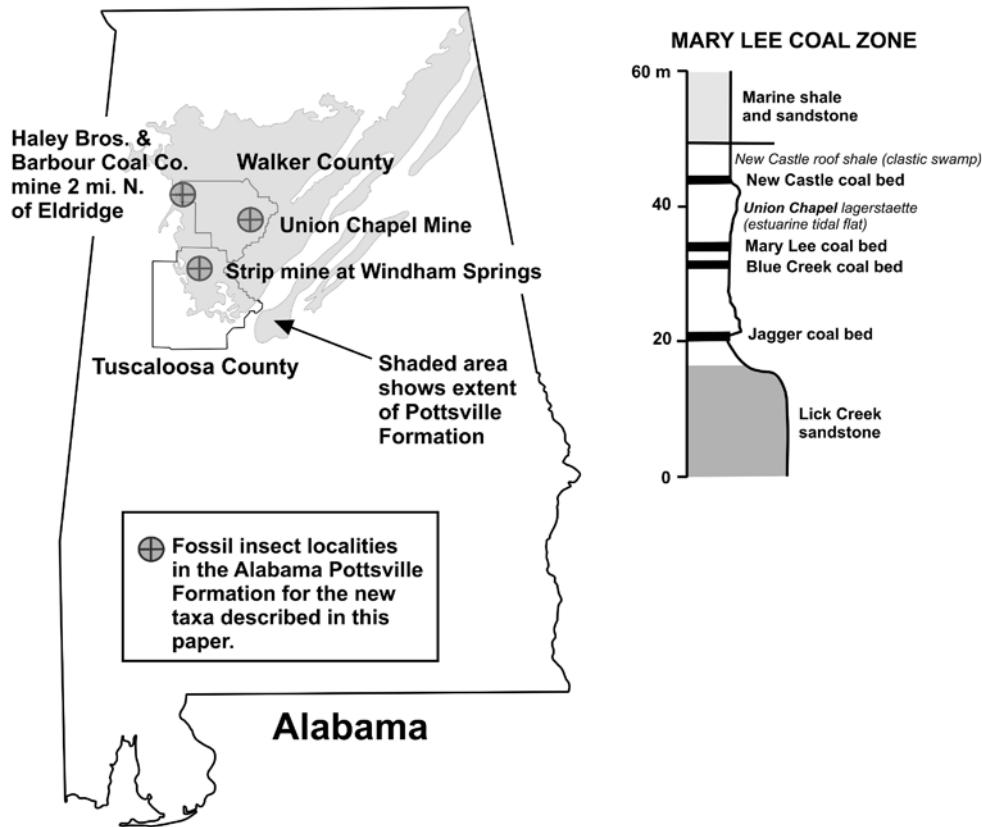 Haley Bros. &
Barbour Coal Co.
mine 2 mi. N.
of Eldridge
Walker County
Union Chapel Mine
Strip mine at Windham Springs
Tuscaloosa County
Shaded area
shows extent
of Pottsville
Formation
Fossil insect localities
in the Alabama Pottsville
Formation for the new
taxa described in this
paper.
Alabama
MARY LEE COAL ZONE
60 m
Marine shale
and sandstone
New Castle roof shale (clastic swamp)
New Castle coal bed
40
Union Chapel lagerstaette
(estuarine tidal flat)
Mary Lee coal bed
Blue Creek coal bed
20
Jagger coal bed
Lick Creek
sandstone
0